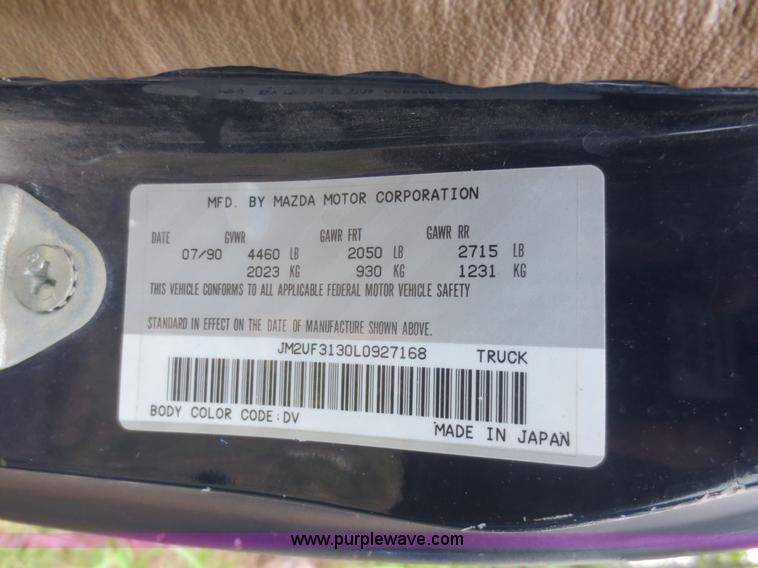 MFD. BY MAZDA MOTOR CORPORATION
DATE GVWR GAWR FRT GAWR RR
07/90 4460 LB 2050 LB 2715 LB
2023 KG 930 KG 1231 KG
THIS VEHICLE CONFORMS TO ALL APPLICABLE FEDERAL MOTOR VEHICLE SAFETY
STANDARD IN EFFECT ON THE DATE OF MANUFACTURE SHOWN ABOVE.
JM2UF3130L0927168 TRUCK
BODY COLOR CODE:DV
MADE IN JAPAN
www.purplewave.com